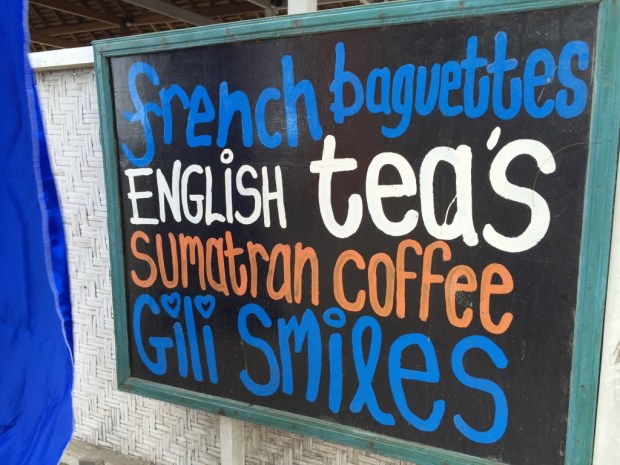 french baguettes
ENGLISH tea's
sumatran coffee
Gili Smiles